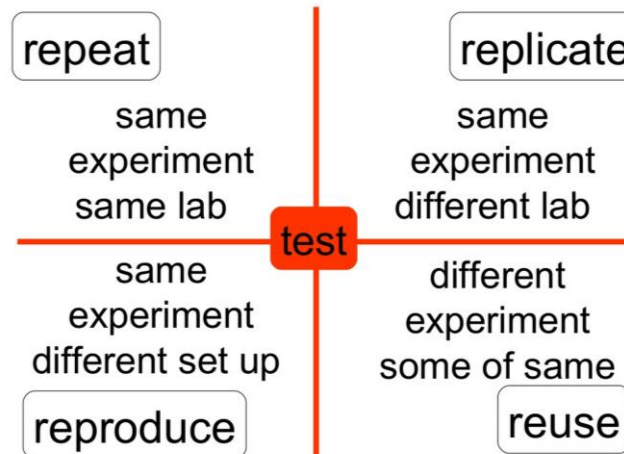 repeat
same
experiment
same lab
replicate
same
experiment
different lab
test
same
experiment
different set up
reproduce
different
experiment
some of same
reuse